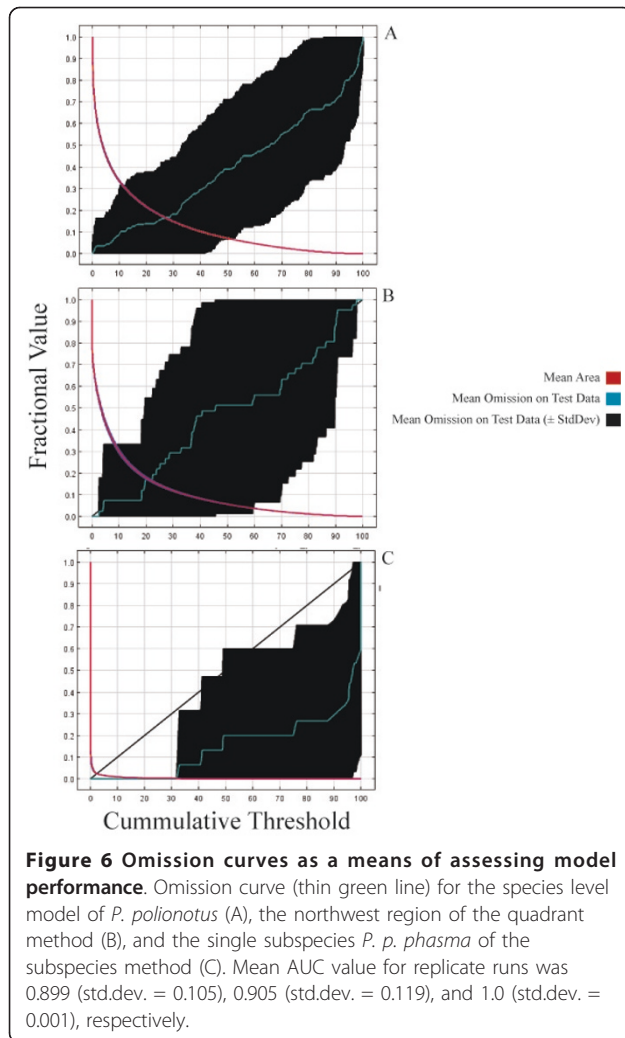 A
1.0
0.9
0.8
0.7
0.6
0.5
0.4
0.3
0.2
0.1
0.0
0 10 20 30 40 50 60 70 80 90 100
B
1.0
0.9
0.8
0.7
0.6
0.5
0.4
0.3
0.2
0.1
0.0
0 10 20 30 40 50 60 70 80 90 100
Fractional Value
Mean Area
Mean Omission on Test Data
Mean Omission on Test Data (± StdDev)
C
1.0
0.9
0.8
0.7
0.6
0.5
0.4
0.3
0.2
0.1
0.0
0 10 20 30 40 50 60 70 80 90 100
Cummulative Threshold
Figure 6 Omission curves as a means of assessing model
performance. Omission curve (thin green line) for the species level
model of P. polionotus (A), the northwest region of the quadrant
method (B), and the single subspecies P. p. phasma of the
subspecies method (C). Mean AUC value for replicate runs was
0.899 (std.dev. = 0.105), 0.905 (std.dev. = 0.119), and 1.0 (std.dev. =
0.001), respectively.